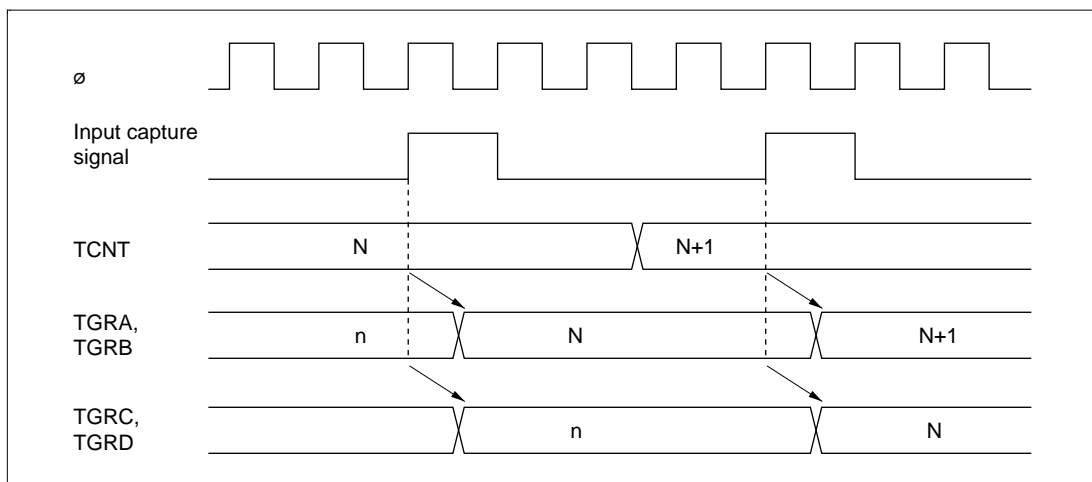 ø
Input capture
signal
TCNT
N
N+1
TGRA,
TGRB
n
N
N+1
TGRC,
TGRD
n
N